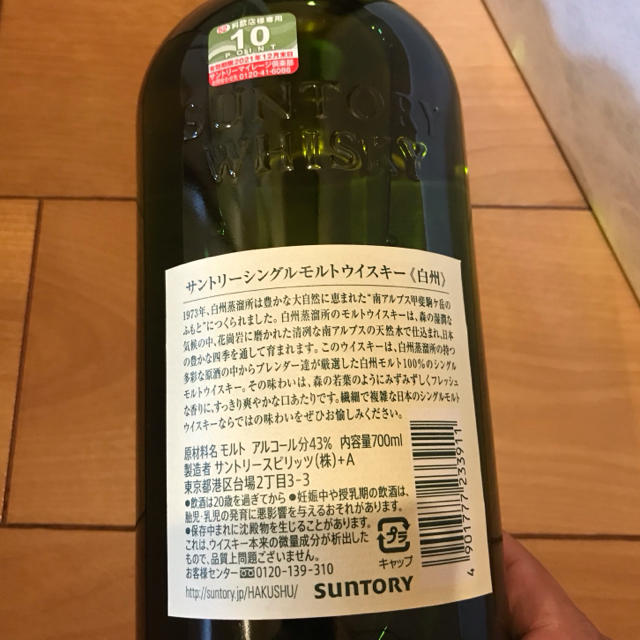 料飲店様専用
10
POINT
有効期限2021年12月末日
サントリーマイレージ倶楽部
0120-41-6086
SUNTORY
WHISKY
サントリーシングルモルトウイスキー《白州》
1973年、白州蒸溜所は豊かな大自然に恵まれた"南アルプス甲斐駒ケ岳の
ふもと"につくられました。白州蒸溜所のモルトウイスキーは、森の湿潤な
気候の中、花崗岩に磨かれた清冽な南アルプスの天然水で仕込まれ、日本
の豊かな四季を通して育まれます。このウイスキーは、白州蒸溜所の持つ
多彩な原酒の中からブレンダー達が厳選した白州モルト100%のシングル
モルトウイスキー。その味わいは、森の若葉のようにみずみずしくフレッシュ
な香りに、すっきり爽やかな口あたりです。繊細で複雑な日本のシングルモルト
ウイスキーならではの味わいをぜひお愉しみください。
原材料名 モルト アルコール分43% 内容量700ml
製造者 サントリースピリッツ(株)+A
東京都港区台場2丁目3-3
●飲酒は20歳を過ぎてから ●妊娠中や授乳期の飲酒は、
胎児・乳児の発育に悪影響を与えるおそれがあります。
●保存中まれに沈殿物を生じることがあります。
これは、ウイスキー本来の微量成分が析出した
もので、品質上問題ございません。
お客様センター 0120-139-310
http://suntory.jp/HAKUSHU/ SUNTORY
プラ
キャップ
4 901777 233911